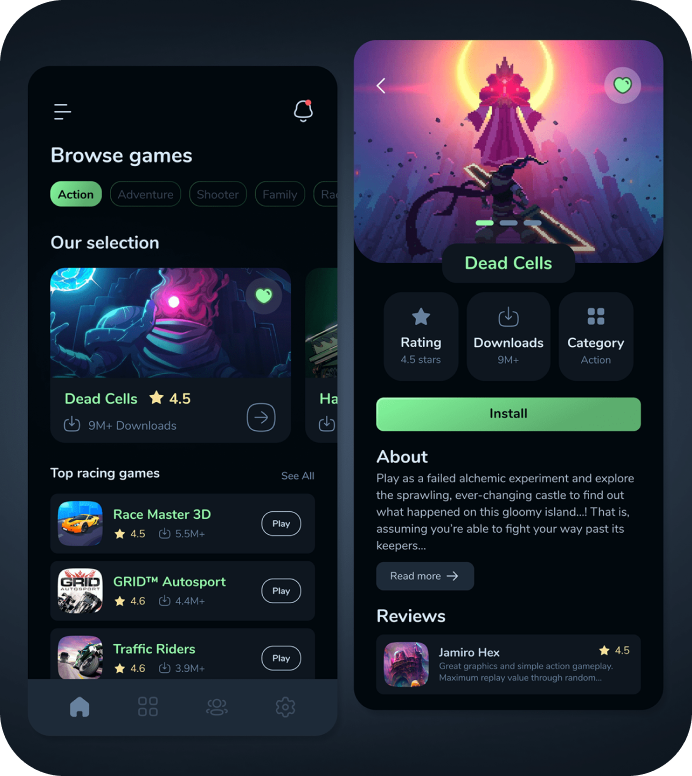 Browse games
Action
Adventure
Shooter
Family
Ra
Our selection
Dead Cells
4.5
9M+ Downloads
Ha
Top racing games
See All
Race Master 3D
4.5
5.5M+
Play
GRID
AUTOSPORT
GRID™ Autosport
4.6
4.4M+
Play
Traffic Riders
4.6
3.9M+
Play
Dead Cells
Rating
4.5 stars
Downloads
9M+
Category
Action
Install
About
Play as a failed alchemic experiment and explore
the sprawling, ever-changing castle to find out
what happened on this gloomy island...! That is,
assuming you're able to fight your way past its
keepers...
Read more
Reviews
Jamiro Hex
4.5
Great graphics and simple action gameplay.
Maximum replay value through random...